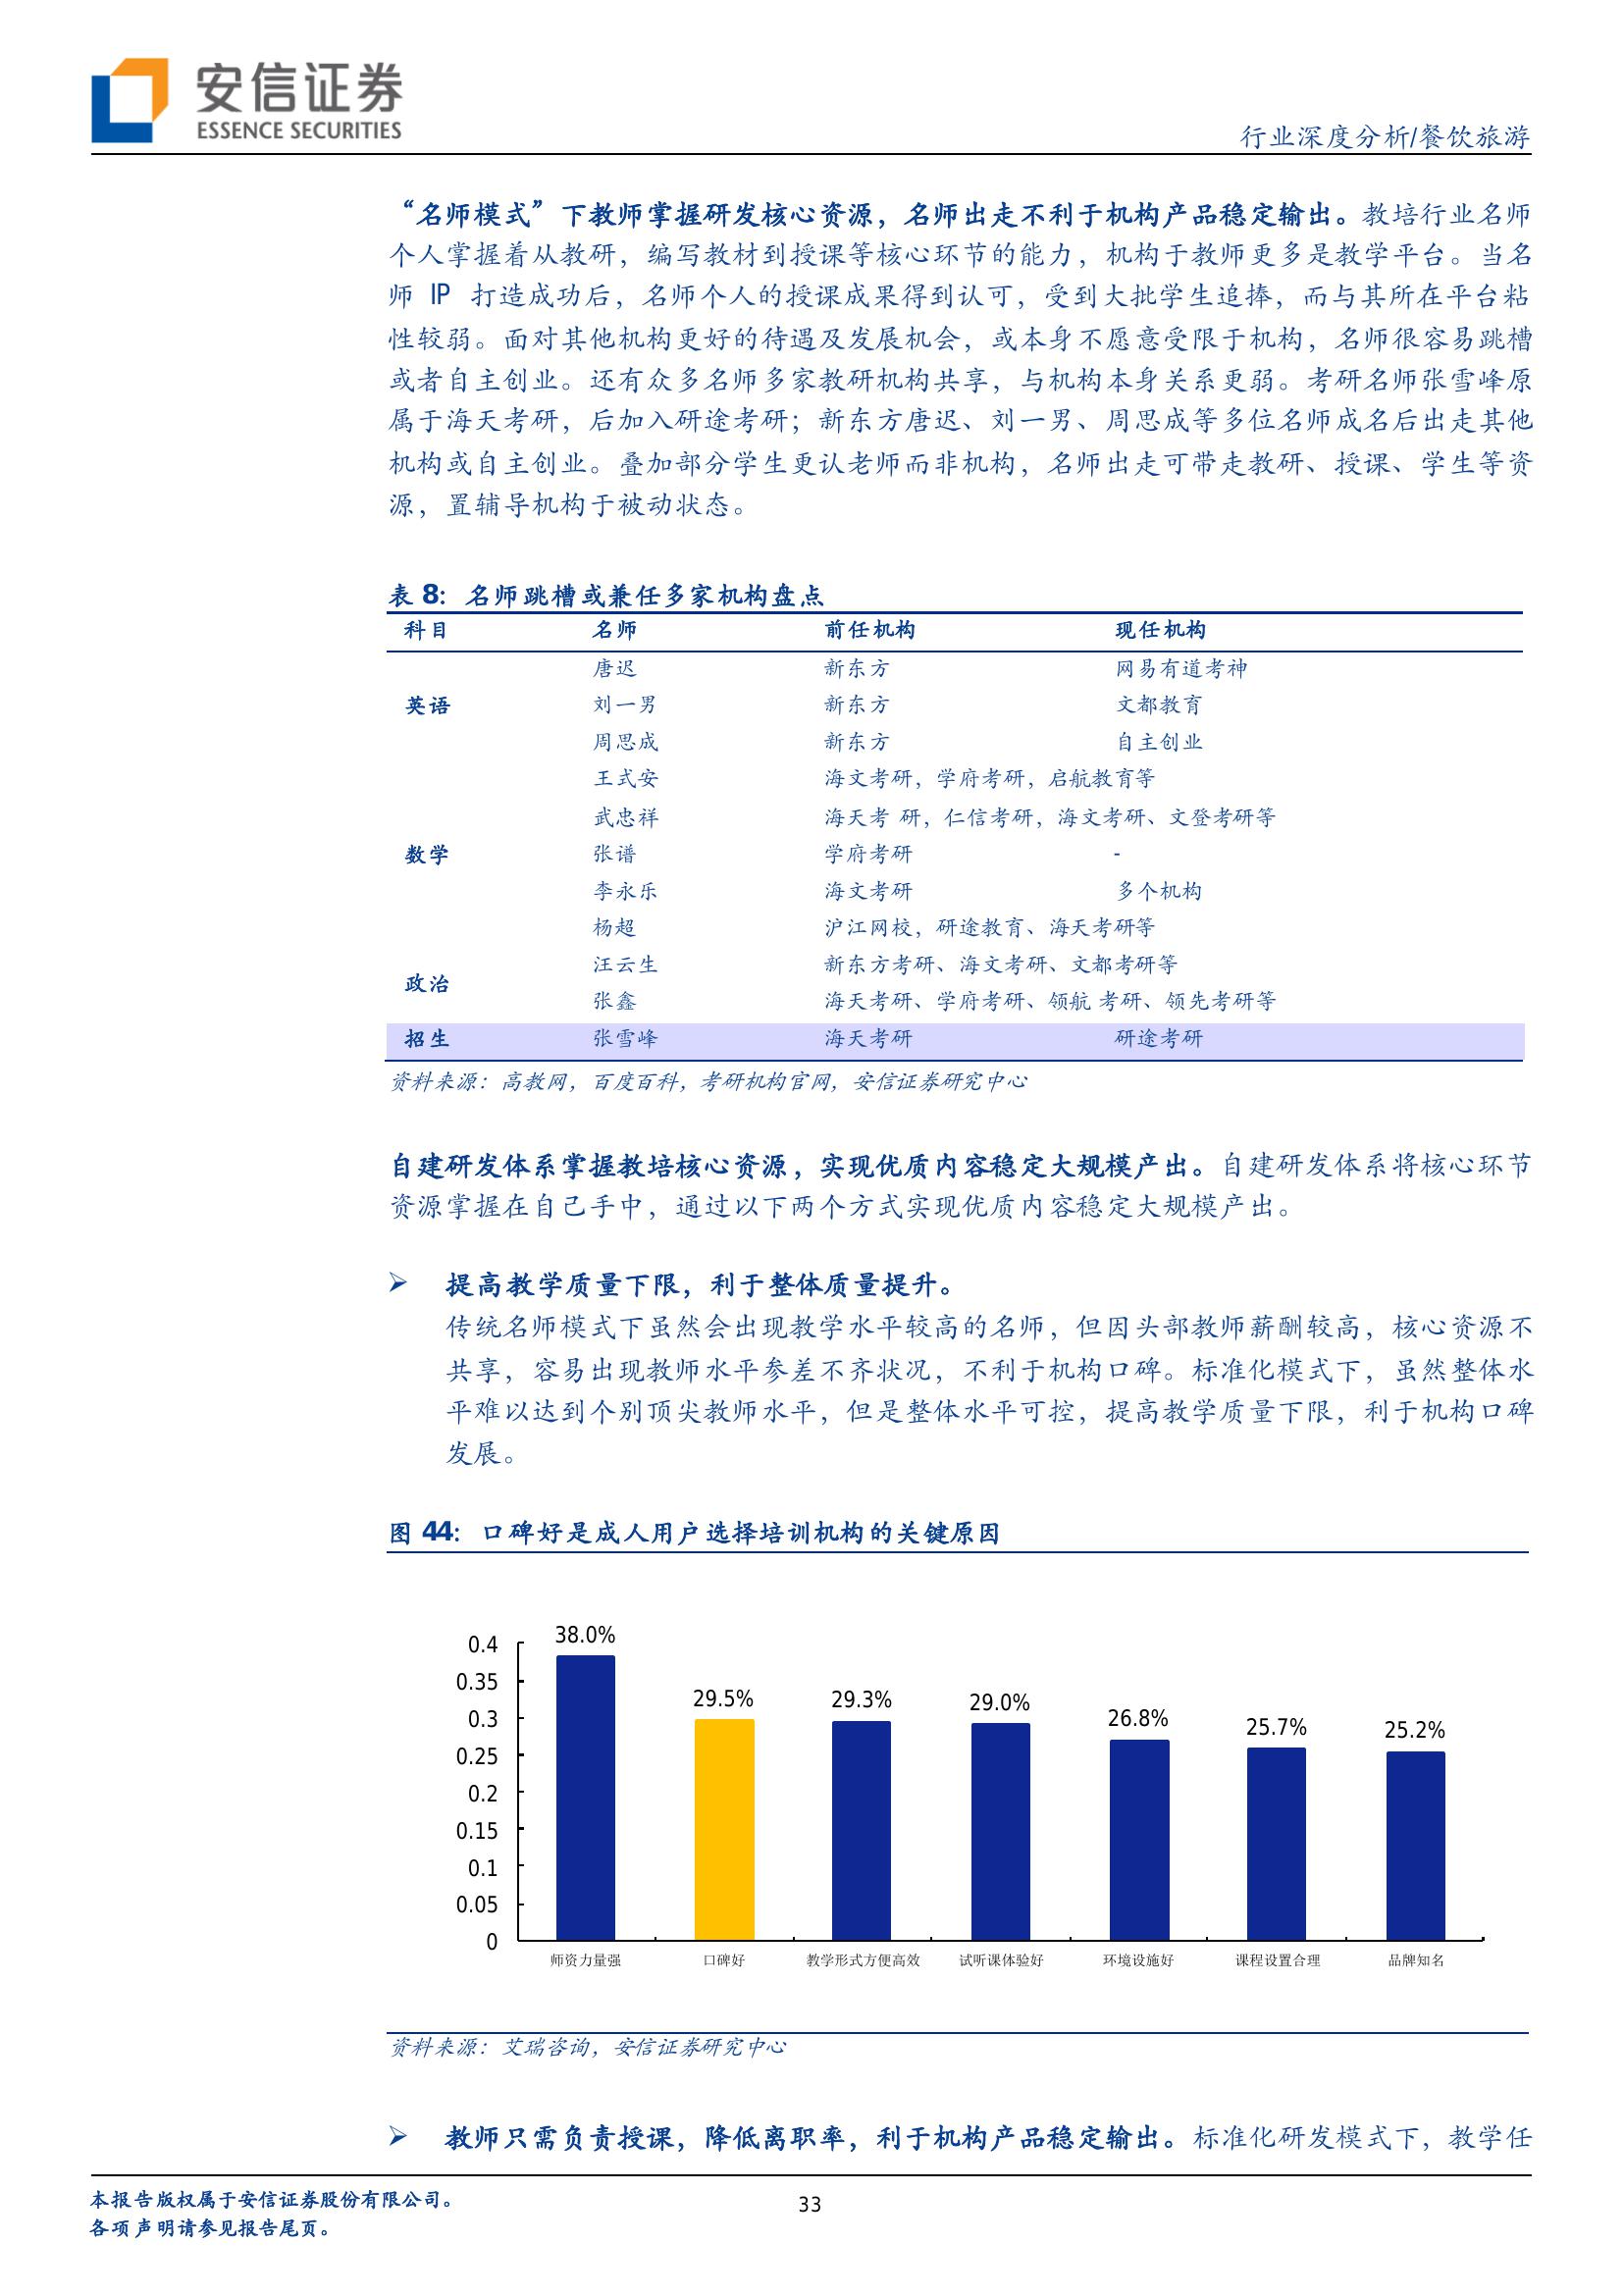 安信证券
ESSENCE SECURITIES
行业深度分析/餐饮旅游
“名师模式”下教师掌握研发核心资源，名师出走不利于机构产品稳定输出。教培行业名师
个人掌握着从教研，编写教材到授课等核心环节的能力，机构于教师更多是教学平台。当名
师 IP 打造成功后，名师个人的授课成果得到认可，受到大批学生追捧，而与其所在平台粘
性较弱。面对其他机构更好的待遇及发展机会，或本身不愿意受限于机构，名师很容易跳槽
或者自主创业。还有众多名师多家教研机构共享，与机构本身关系更弱。考研名师张雪峰原
属于海天考研，后加入研途考研；新东方唐迟、刘一男、周思成等多位名师成名后出走其他
机构或自主创业。叠加部分学生更认老师而非机构，名师出走可带走教研、授课、学生等资
源，置辅导机构于被动状态。
表 8：名师跳槽或兼任多家机构盘点
科目 名师 前任机构 现任机构
唐迟 新东方 网易有道考神
英语 刘一男 新东方 文都教育
周思成 新东方 自主创业
王式安 海文考研，学府考研，启航教育等
武忠祥 海天考 研，仁信考研，海文考研、文登考研等
数学 张谱 学府考研 -
李永乐 海文考研 多个机构
杨超 沪江网校，研途教育、海天考研等
汪云生 新东方考研、海文考研、文都考研等
政治
张鑫 海天考研、学府考研、领航 考研、领先考研等
招生 张雪峰 海天考研 研途考研
资料来源：高教网，百度百科，考研机构官网，安信证券研究中心
自建研发体系掌握教培核心资源，实现优质内容稳定大规模产出。自建研发体系将核心环节
资源掌握在自己手中，通过以下两个方式实现优质内容稳定大规模产出。
➢ 提高教学质量下限，利于整体质量提升。
传统名师模式下虽然会出现教学水平较高的名师，但因头部教师薪酬较高，核心资源不
共享，容易出现教师水平参差不齐状况，不利于机构口碑。标准化模式下，虽然整体水
平难以达到个别顶尖教师水平，但是整体水平可控，提高教学质量下限，利于机构口碑
发展。
图 44：口碑好是成人用户选择培训机构的关键原因
0.4
0.35
0.3
0.25
0.2
0.15
0.1
0.05
0
38.0% 29.5% 29.3% 29.0% 26.8% 25.7% 25.2%
师资力量强 口碑好 教学形式方便高效 试听课体验好 环境设施好 课程设置合理 品牌知名
资料来源：艾瑞咨询，安信证券研究中心
➢ 教师只需负责授课，降低离职率，利于机构产品稳定输出。标准化研发模式下，教学任
本报告版权属于安信证券股份有限公司。
33
各项声明请参见报告尾页。